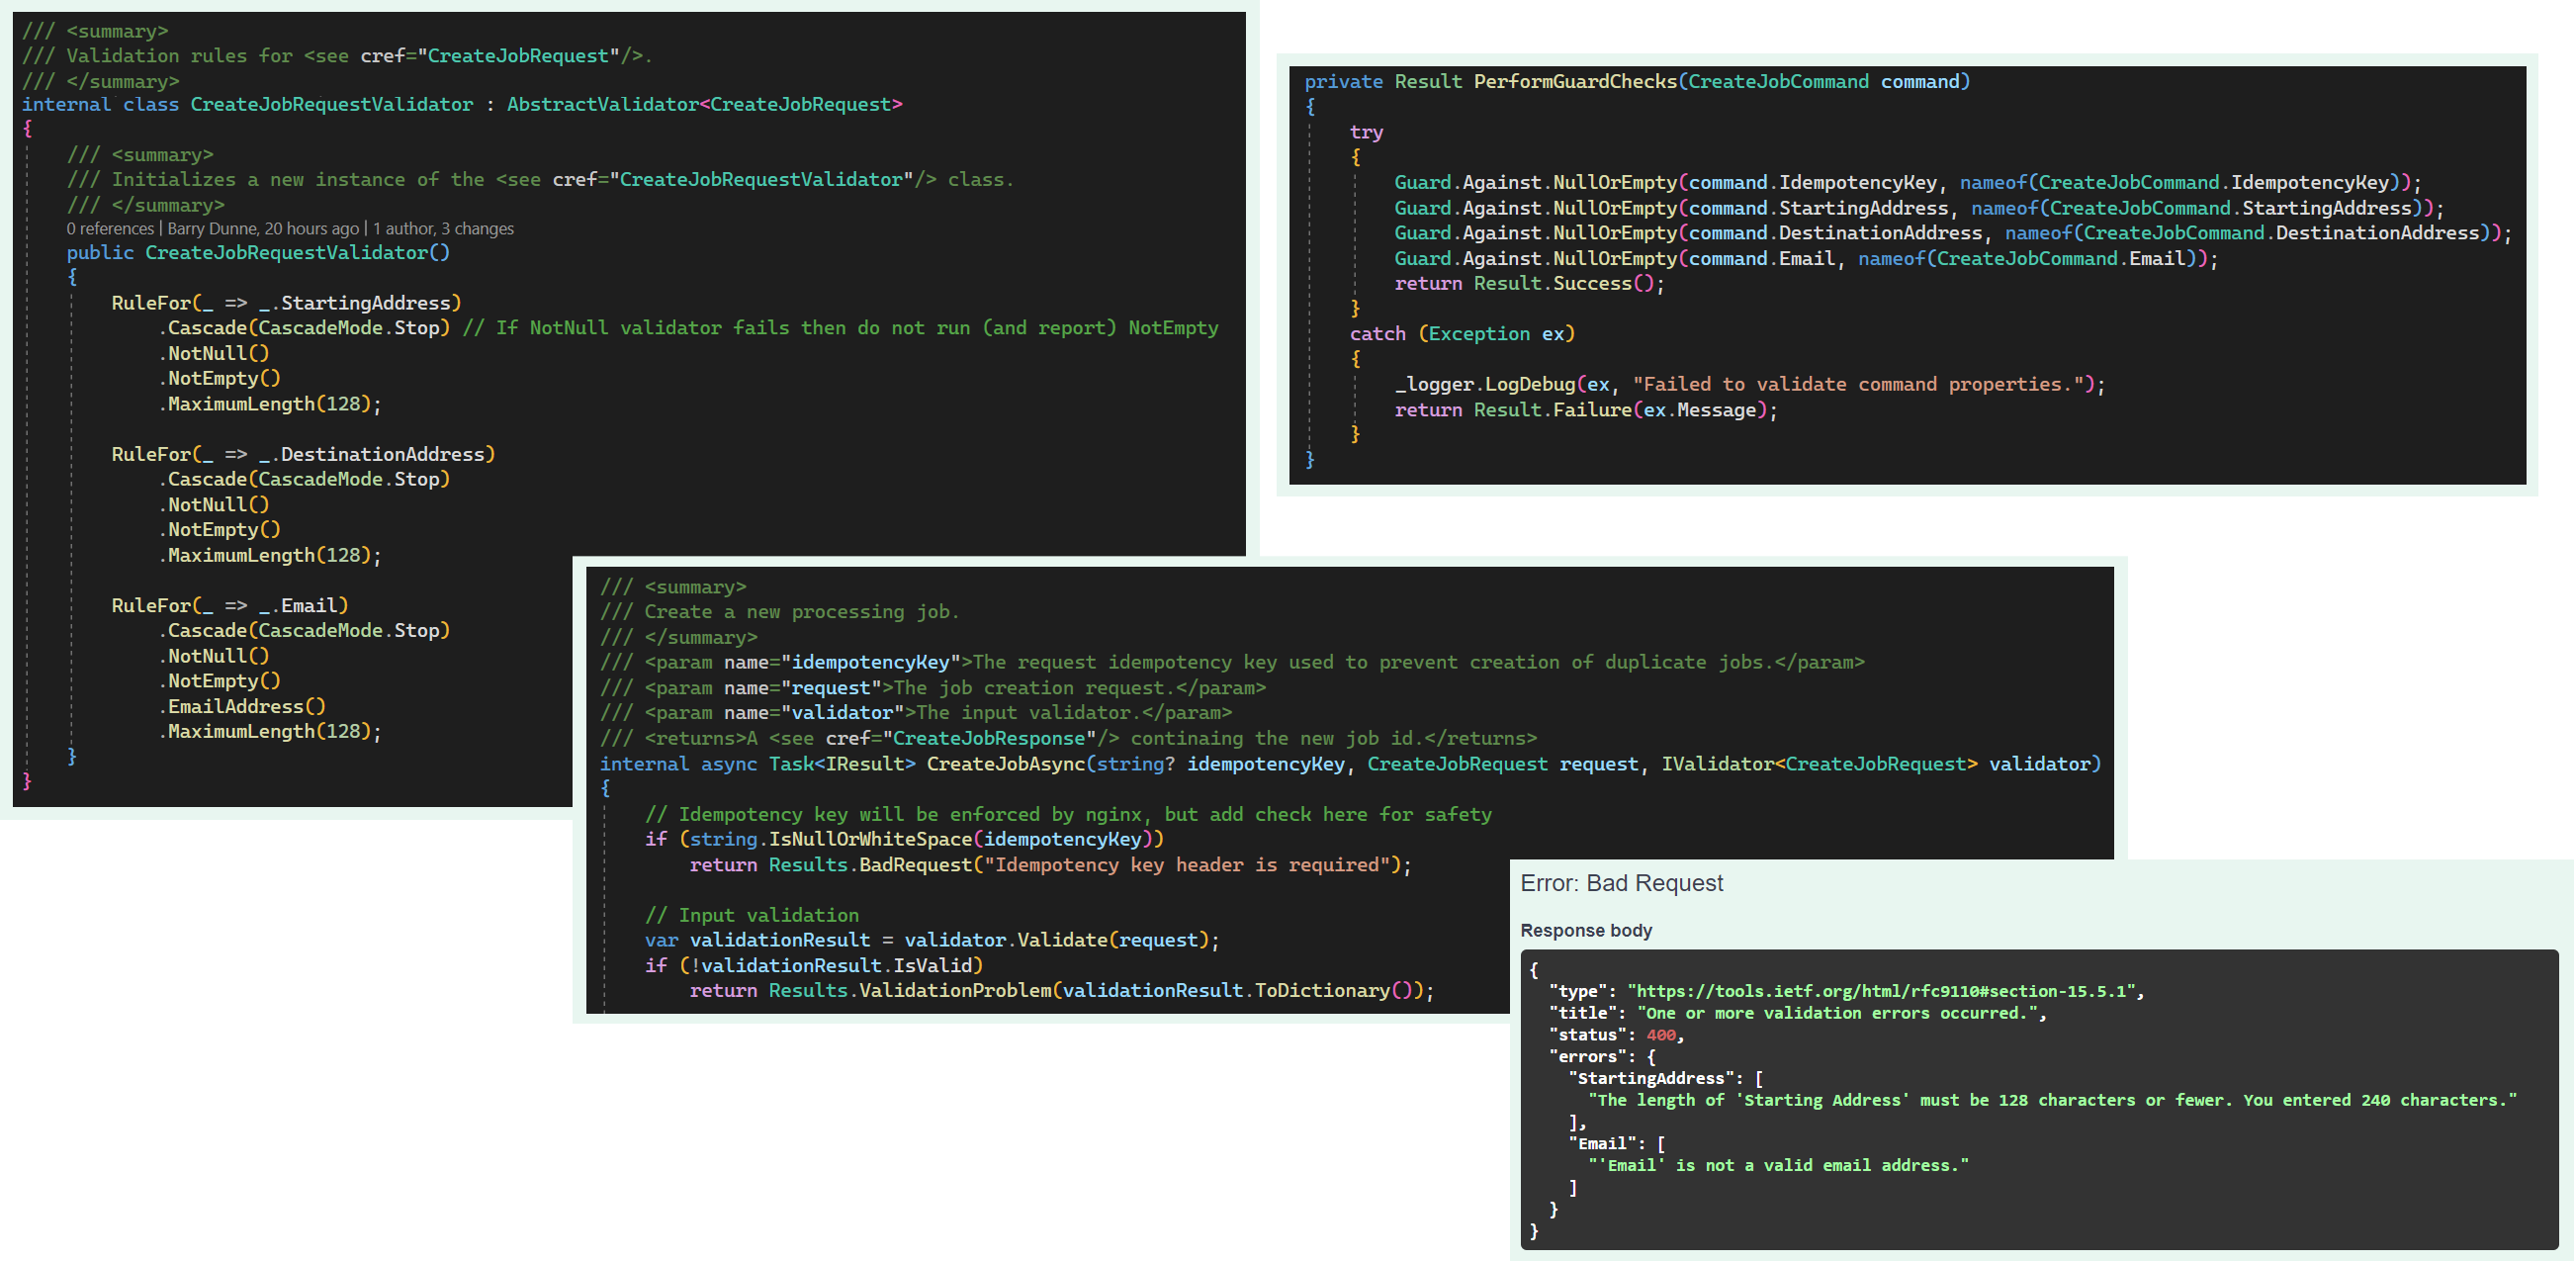 /// <summary>
/// Validation rules for <see cref="CreateJobRequest"/>.
/// </summary>
internal class CreateJobRequestValidator : AbstractValidator<CreateJobRequest>
{
    /// <summary>
    /// Initializes a new instance of the <see cref="CreateJobRequestValidator"/> class.
    /// </summary>
    0 references | Barry Dunne, 20 hours ago | 1 author, 3 changes
    public CreateJobRequestValidator()
    {
        RuleFor(_ => _.StartingAddress)
            .Cascade(CascadeMode.Stop) // If NotNull validator fails then do not run (and report) NotEmpty
            .NotNull()
            .NotEmpty()
            .MaximumLength(128);

        RuleFor(_ => _.DestinationAddress)
            .Cascade(CascadeMode.Stop)
            .NotNull()
            .NotEmpty()
            .MaximumLength(128);

        RuleFor(_ => _.Email)
            .Cascade(CascadeMode.Stop)
            .NotNull()
            .NotEmpty()
            .EmailAddress()
            .MaximumLength(128);
    }
}
private Result PerformGuardChecks(CreateJobCommand command)
{
    try
    {
        Guard.Against.NullOrEmpty(command.IdempotencyKey, nameof(CreateJobCommand.IdempotencyKey));
        Guard.Against.NullOrEmpty(command.StartingAddress, nameof(CreateJobCommand.StartingAddress));
        Guard.Against.NullOrEmpty(command.DestinationAddress, nameof(CreateJobCommand.DestinationAddress));
        Guard.Against.NullOrEmpty(command.Email, nameof(CreateJobCommand.Email));
        return Result.Success();
    }
    catch (Exception ex)
    {
        _logger.LogDebug(ex, "Failed to validate command properties.");
        return Result.Failure(ex.Message);
    }
}
/// <summary>
/// Create a new processing job.
/// </summary>
/// <param name="idempotencyKey">The request idempotency key used to prevent creation of duplicate jobs.</param>
/// <param name="request">The job creation request.</param>
/// <param name="validator">The input validator.</param>
/// <returns>A <see cref="CreateJobResponse"/> continaing the new job id.</returns>
internal async Task<IResult> CreateJobAsync(string? idempotencyKey, CreateJobRequest request, IValidator<CreateJobRequest> validator)
{
    // Idempotency key will be enforced by nginx, but add check here for safety
    if (string.IsNullOrWhiteSpace(idempotencyKey))
        return Results.BadRequest("Idempotency key header is required");

    // Input validation
    var validationResult = validator.Validate(request);
    if (!validationResult.IsValid)
        return Results.ValidationProblem(validationResult.ToDictionary());
Error: Bad Request
Response body
{
  "type": "https://tools.ietf.org/html/rfc9110#section-15.5.1",
  "title": "One or more validation errors occurred.",
  "status": 400,
  "errors": {
    "StartingAddress": [
      "The length of 'Starting Address' must be 128 characters or fewer. You entered 240 characters."
    ],
    "Email": [
      "'Email' is not a valid email address."
    ]
  }
}